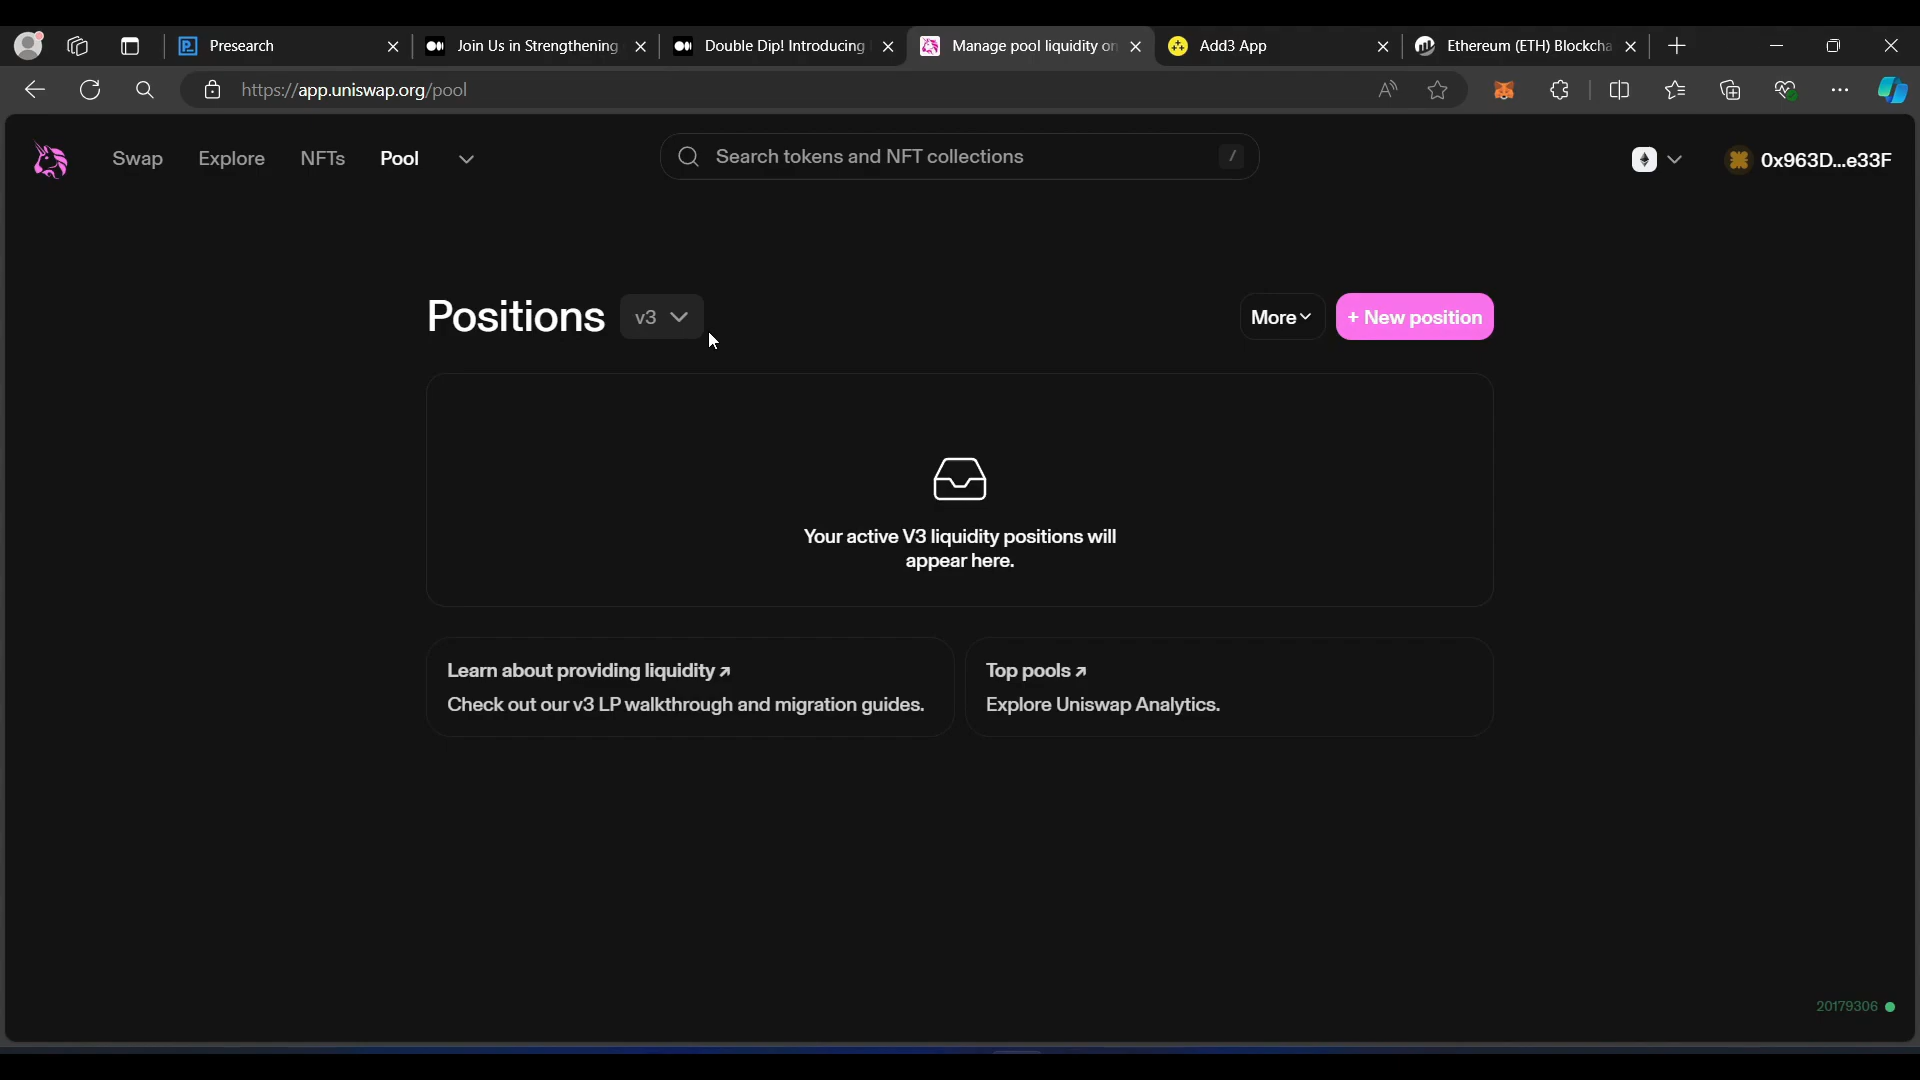 Presearch
Join Us in Strengthening
Double Dip! Introducing
Manage pool liquidity on
Add3 App
Ethereum (ETH) Blockcha
https://app.uniswap.org/pool
Swap
Explore
NFTs
Pool
Search tokens and NFT collections
/
0x963D...e33F
Positions
v3
More
+ New position
Your active V3 liquidity positions will
appear here.
Learn about providing liquidity↗
Check out our v3 LP walkthrough and migration guides.
Top pools↗
Explore Uniswap Analytics.
20179306